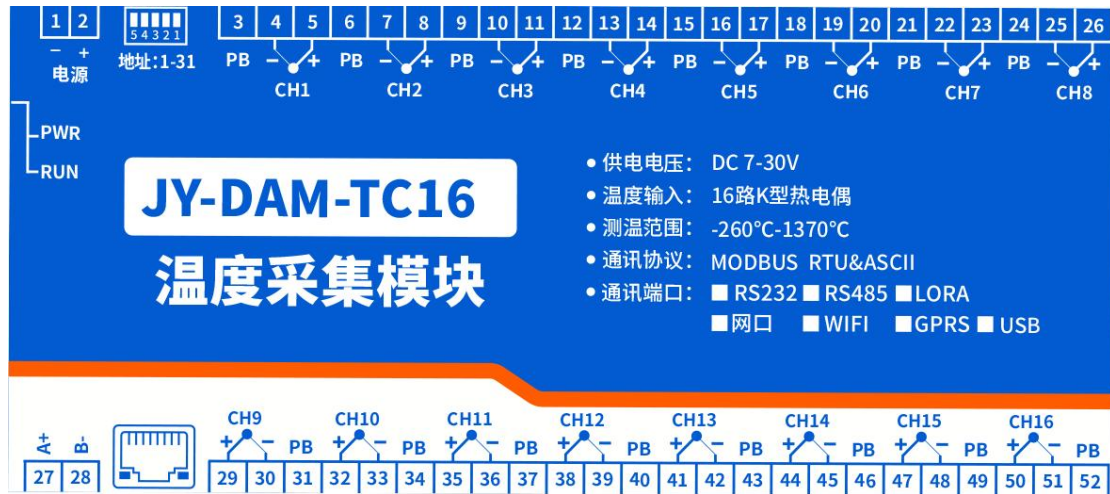 1 2 3 4 5 6 7 8 9 10 11 12 13 14 15 16 17 18 19 20 21 22 23 24 25 26
5 4 3 2 1
− +
电源
地址:1-31
PB − + PB − + PB − + PB − + PB − + PB − + PB − + PB − +
CH1 CH2 CH3 CH4 CH5 CH6 CH7 CH8
PWR
RUN
JY-DAM-TC16
温度采集模块
• 供电电压： DC 7-30V
• 温度输入： 16路K型热电偶
• 测温范围： -260℃-1370℃
• 通讯协议： MODBUS RTU&ASCII
• 通讯端口： ■ RS232 ■ RS485 ■ LORA
■ 网口 ■ WIFI ■ GPRS ■ USB
CH9 CH10 CH11 CH12 CH13 CH14 CH15 CH16
A+ B- + − PB + − PB + − PB + − PB + − PB + − PB + − PB + − PB
27 28 29 30 31 32 33 34 35 36 37 38 39 40 41 42 43 44 45 46 47 48 49 50 51 52